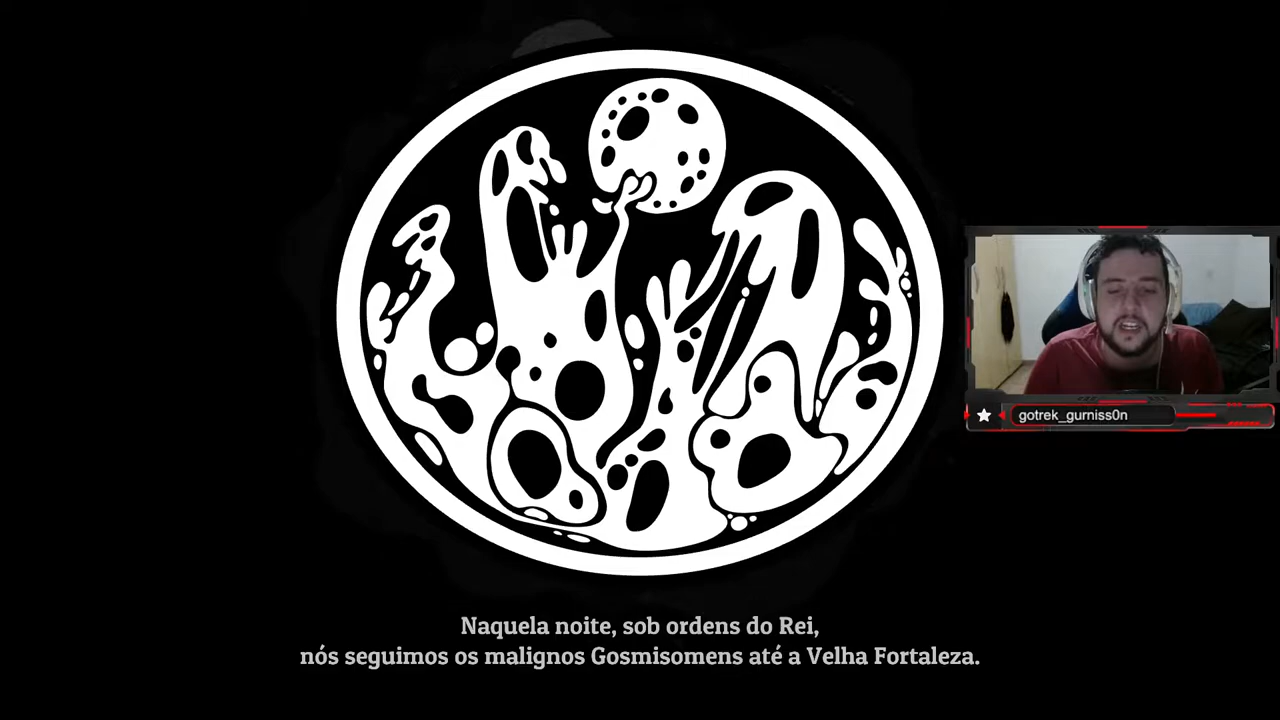 gotrek_gurniss0n
Naquela noite, sob ordens do Rei,
nós seguimos os malignos Gosmisomens até a Velha Fortaleza.